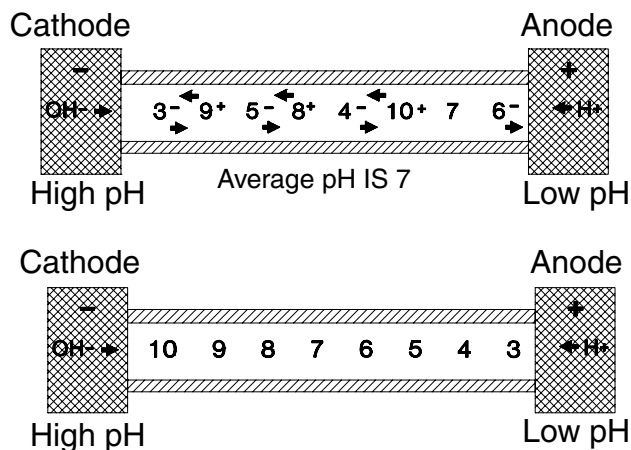 Cathode Anode
− +
OH− 3− 9+ 5− 8+ 4− 10+ 7 6− H+
High pH Average pH IS 7 Low pH
Cathode Anode
− +
OH− 10 9 8 7 6 5 4 3 H+
High pH Low pH